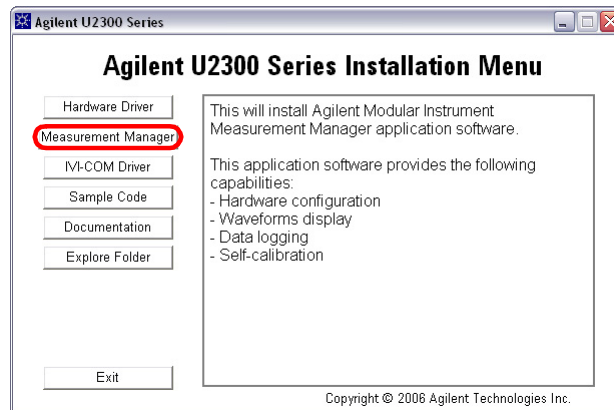 Agilent U2300 Series
Agilent U2300 Series Installation Menu
Hardware Driver
Measurement Manager
IVI-COM Driver
Sample Code
Documentation
Explore Folder
Exit
This will install Agilent Modular Instrument
Measurement Manager application software.
This application software provides the following
capabilities:
- Hardware configuration
- Waveforms display
- Data logging
- Self-calibration
Copyright © 2006 Agilent Technologies Inc.